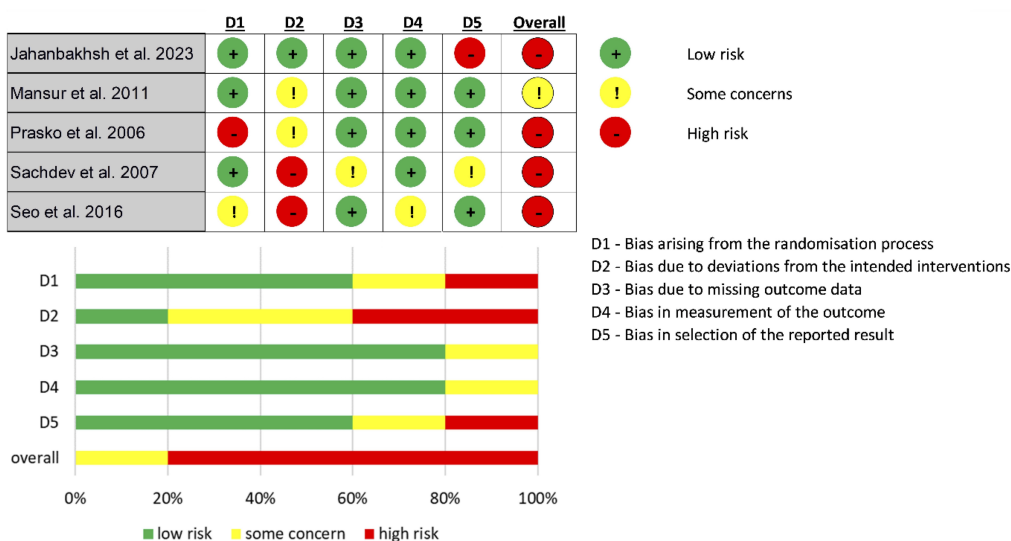 D1 D2 D3 D4 D5 Overall
Jahanbakhsh et al. 2023 + + + + - -
Mansur et al. 2011 + ! + + + !
Prasko et al. 2006 - ! + + + -
Sachdev et al. 2007 + - ! + ! -
Seo et al. 2016 ! - + ! + -
+ Low risk
! Some concerns
- High risk
D1 - Bias arising from the randomisation process
D2 - Bias due to deviations from the intended interventions
D3 - Bias due to missing outcome data
D4 - Bias in measurement of the outcome
D5 - Bias in selection of the reported result
D1
D2
D3
D4
D5
overall
0% 20% 40% 60% 80% 100%
low risk some concern high risk